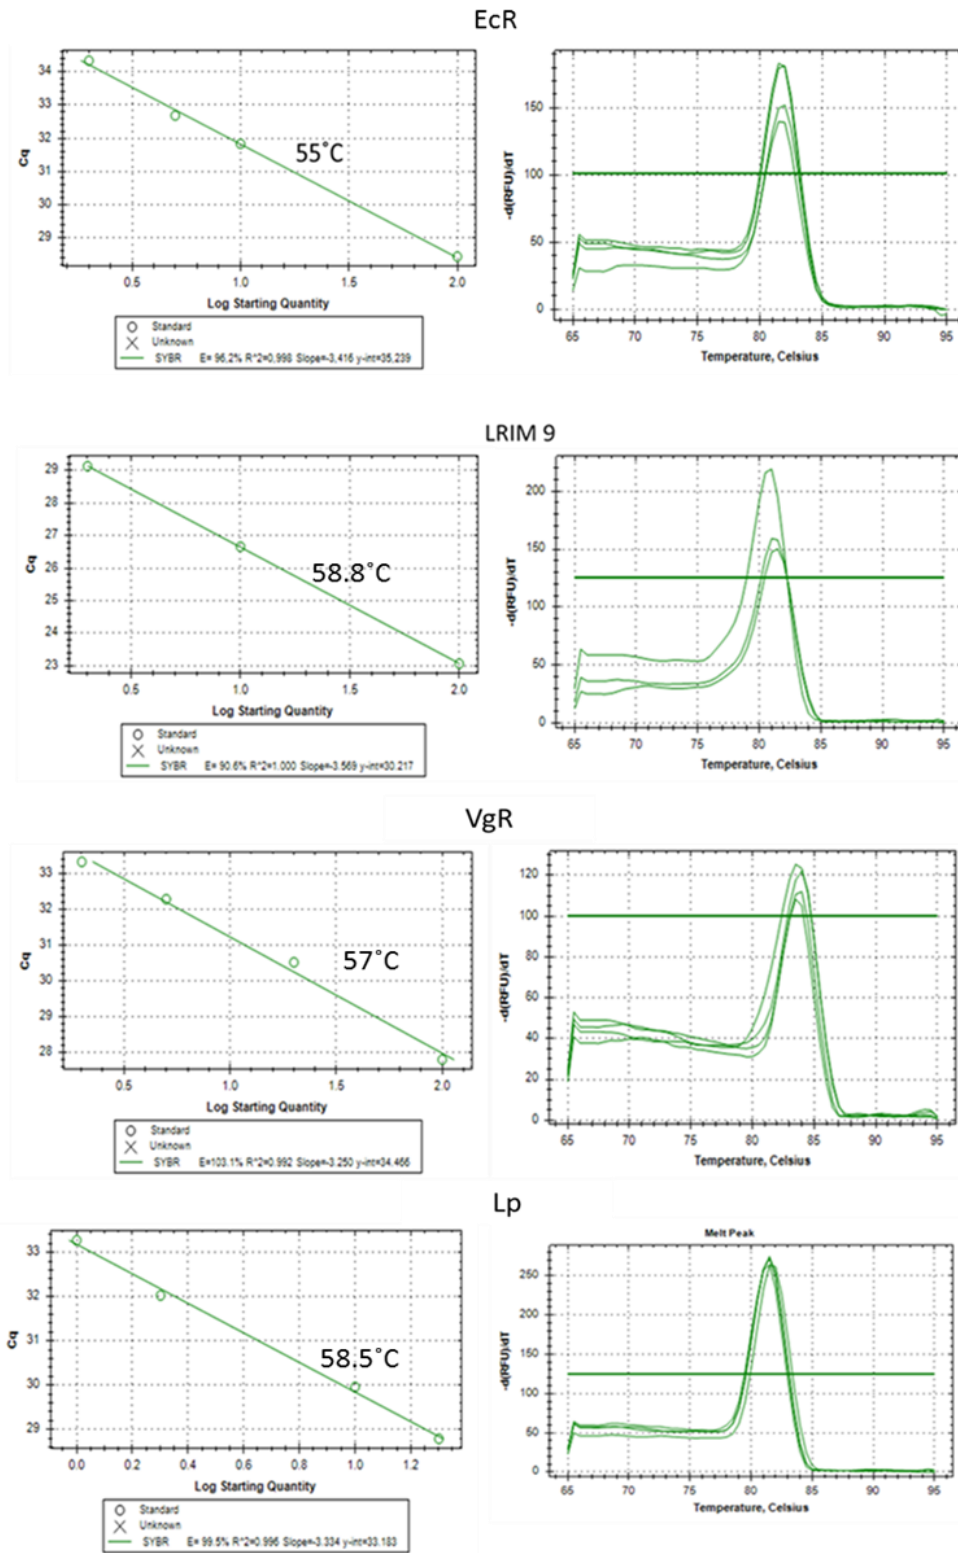 EcR
34
33
32
31
30
29
Cq
55°C
0.5 1.0 1.5 2.0
Log Starting Quantity
Standard
Unknown
SYBR E= 96,2% R^2=0,998 Slope=-3,416 y-int=35,239
150
100
50
0
-d(RFU)/dT
65 70 75 80 85 90 95
Temperature, Celsius
LRIM 9
29
28
27
26
25
24
23
Cq
58.8°C
0.5 1.0 1.5 2.0
Log Starting Quantity
Standard
Unknown
SYBR E= 90.6% R^2=1.000 Slope=-3.569 y-int=30.217
200
150
100
50
0
-d(RFU)/dT
65 70 75 80 85 90 95
Temperature, Celsius
VgR
33
32
31
30
29
28
Cq
57°C
0.5 1.0 1.5 2.0
Log Starting Quantity
Standard
Unknown
SYBR E=103.1% R^2=0.992 Slope=-3.250 y-int=34.466
120
100
80
60
40
20
0
-d(RFU)/dT
65 70 75 80 85 90 95
Temperature, Celsius
Lp
33
32
31
30
29
Cq
58.5°C
0.0 0.2 0.4 0.6 0.8 1.0 1.2
Log Starting Quantity
Standard
Unknown
SYBR E= 99.5% R^2=0.996 Slope=-3.334 y-int=33.183
Melt Peak
250
200
150
100
50
0
-d(RFU)/dT
65 70 75 80 85 90 95
Temperature, Celsius